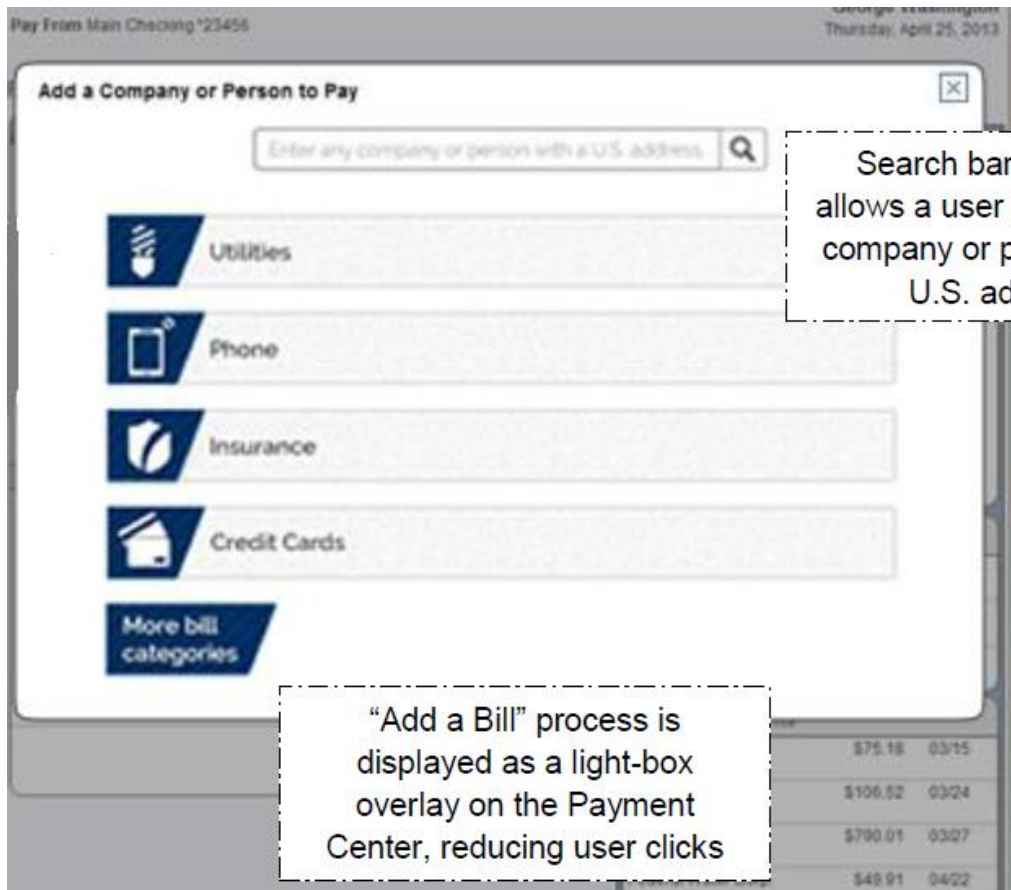 George Washington
Pay From Main Checking *23456
Thursday, April 25, 2013
Add a Company or Person to Pay
Enter any company or person with a U.S. address.
Search bar
allows a user
company or p
U.S. ad
Utilities
Phone
Insurance
Credit Cards
More bill
categories
“Add a Bill” process is
displayed as a light-box
overlay on the Payment
Center, reducing user clicks
$75.18 03/15
$106.52 03/24
$790.01 03/27
$49.91 04/22